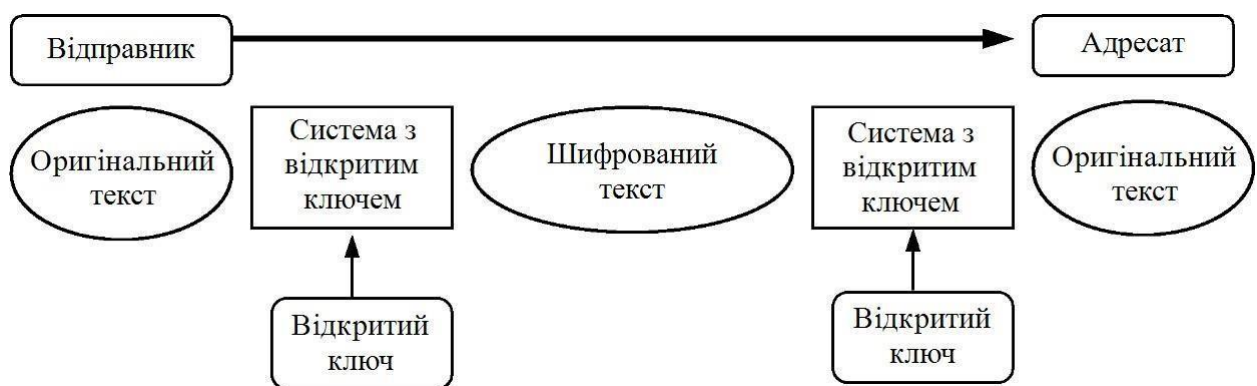 Відправник
Адресат
Оригінальний
текст
Система з
відкритим
ключем
Шифрований
текст
Система з
відкритим
ключем
Оригінальний
текст
Відкритий
ключ
Відкритий
ключ